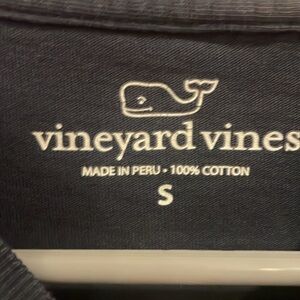 vineyard vines
MADE IN PERU • 100% COTTON
S